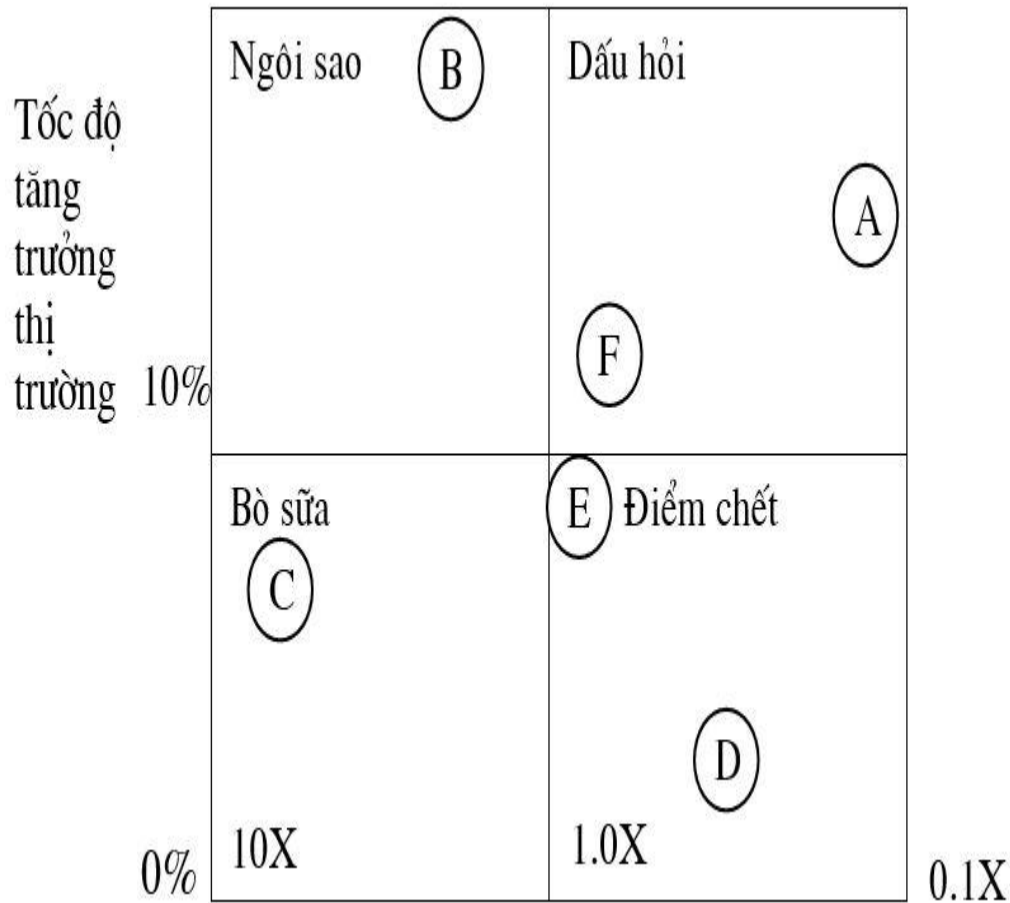 Ngôi sao
B
Dấu hỏi
Tốc độ
tăng
trưởng
thị
trường
10%
A
F
Bò sữa
E
Điểm chết
C
D
10X
1.0X
0%
0.1X